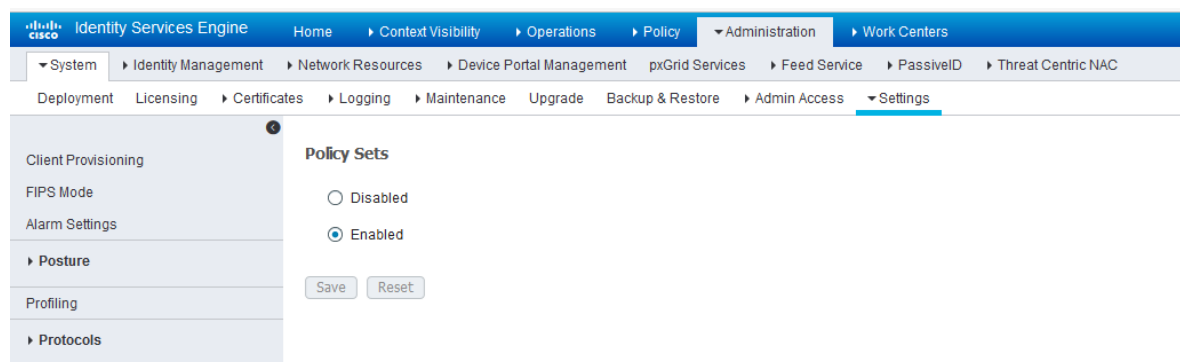 cisco Identity Services Engine Home Context Visibility Operations Policy Administration Work Centers
System Identity Management Network Resources Device Portal Management pxGrid Services Feed Service PassiveID Threat Centric NAC
Deployment Licensing Certificates Logging Maintenance Upgrade Backup & Restore Admin Access Settings
Client Provisioning
FIPS Mode
Alarm Settings
Posture
Profiling
Protocols
Policy Sets
Disabled
Enabled
Save Reset